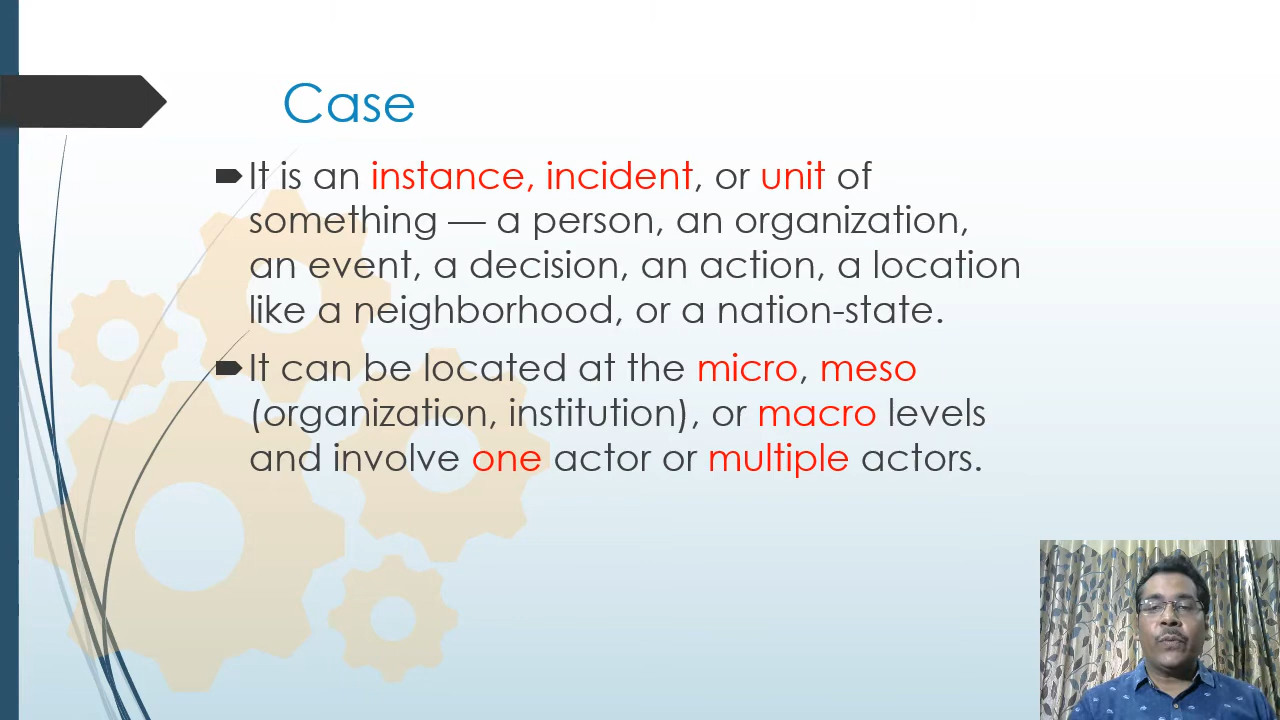 Case
It is an instance, incident, or unit of
something — a person, an organization,
an event, a decision, an action, a location
like a neighborhood, or a nation-state.
It can be located at the micro, meso
(organization, institution), or macro levels
and involve one actor or multiple actors.